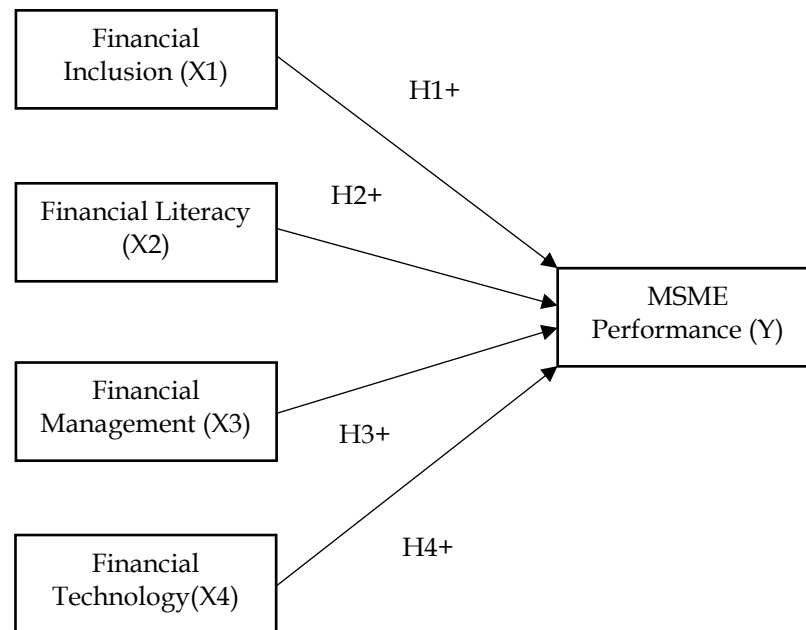 Financial
Inclusion (X1)
H1+
H2+
Financial Literacy
(X2)
MSME
Performance (Y)
Financial
Management (X3)
H3+
H4+
Financial
Technology(X4)